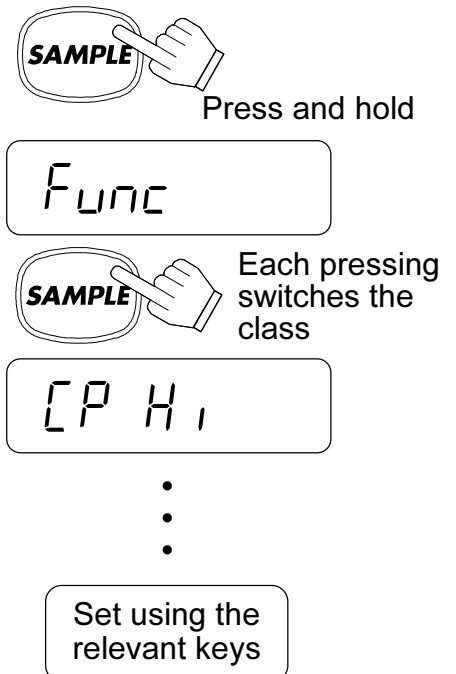 SAMPLE
Press and hold
Func
SAMPLE
Each pressing
switches the
class
CP Hi
Set using the
relevant keys